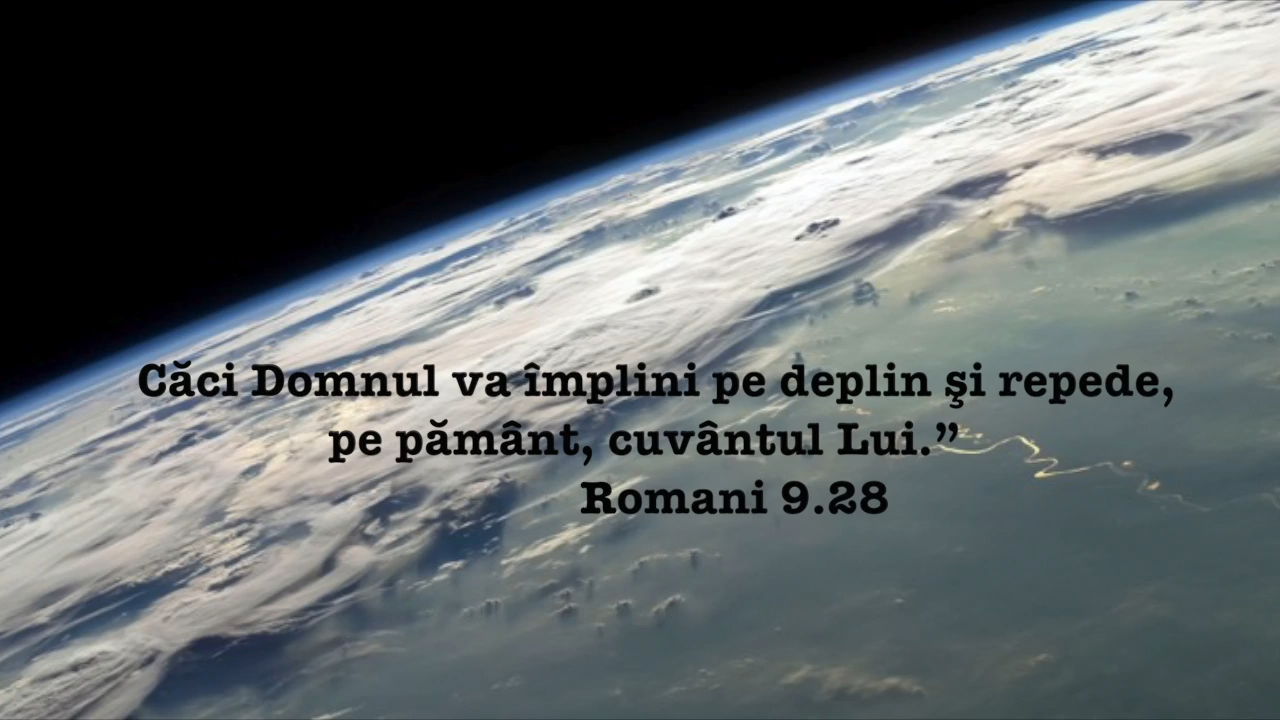 Căci Domnul va împlini pe deplin şi repede,
pe pământ, cuvântul Lui.”
Romani 9.28